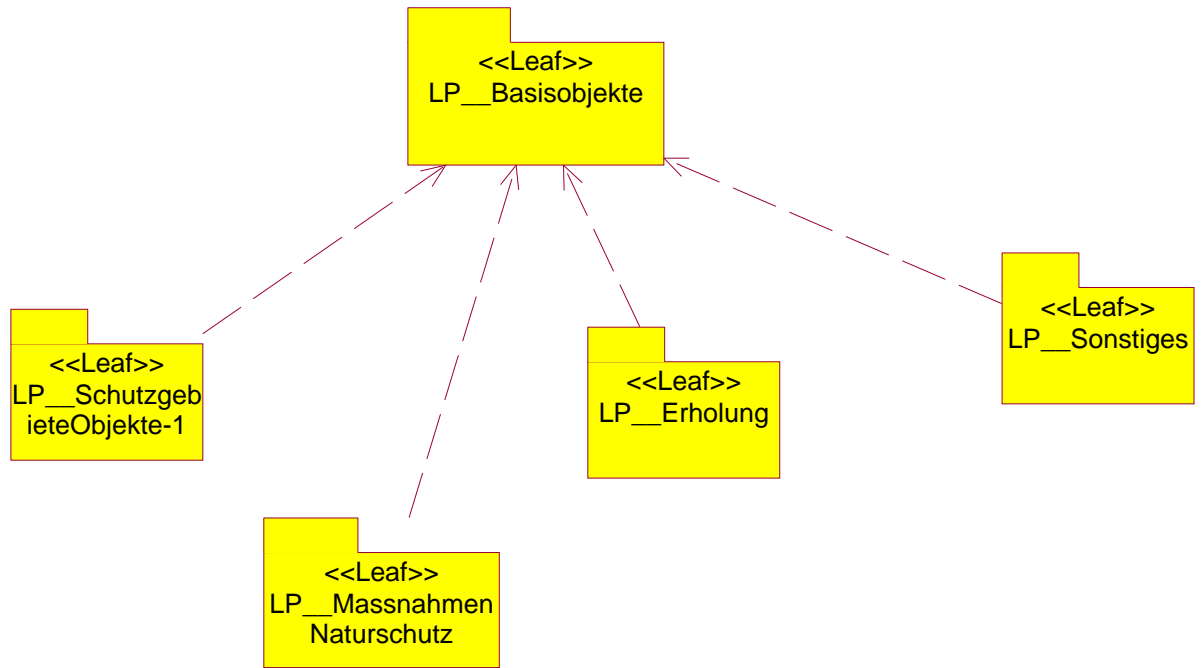 <<Leaf>>
LP__Basisobjekte
<<Leaf>>
LP__Schutzgeb
ieteObjekte-1
<<Leaf>>
LP__Massnahmen
Naturschutz
<<Leaf>>
LP__Erholung
<<Leaf>>
LP__Sonstiges